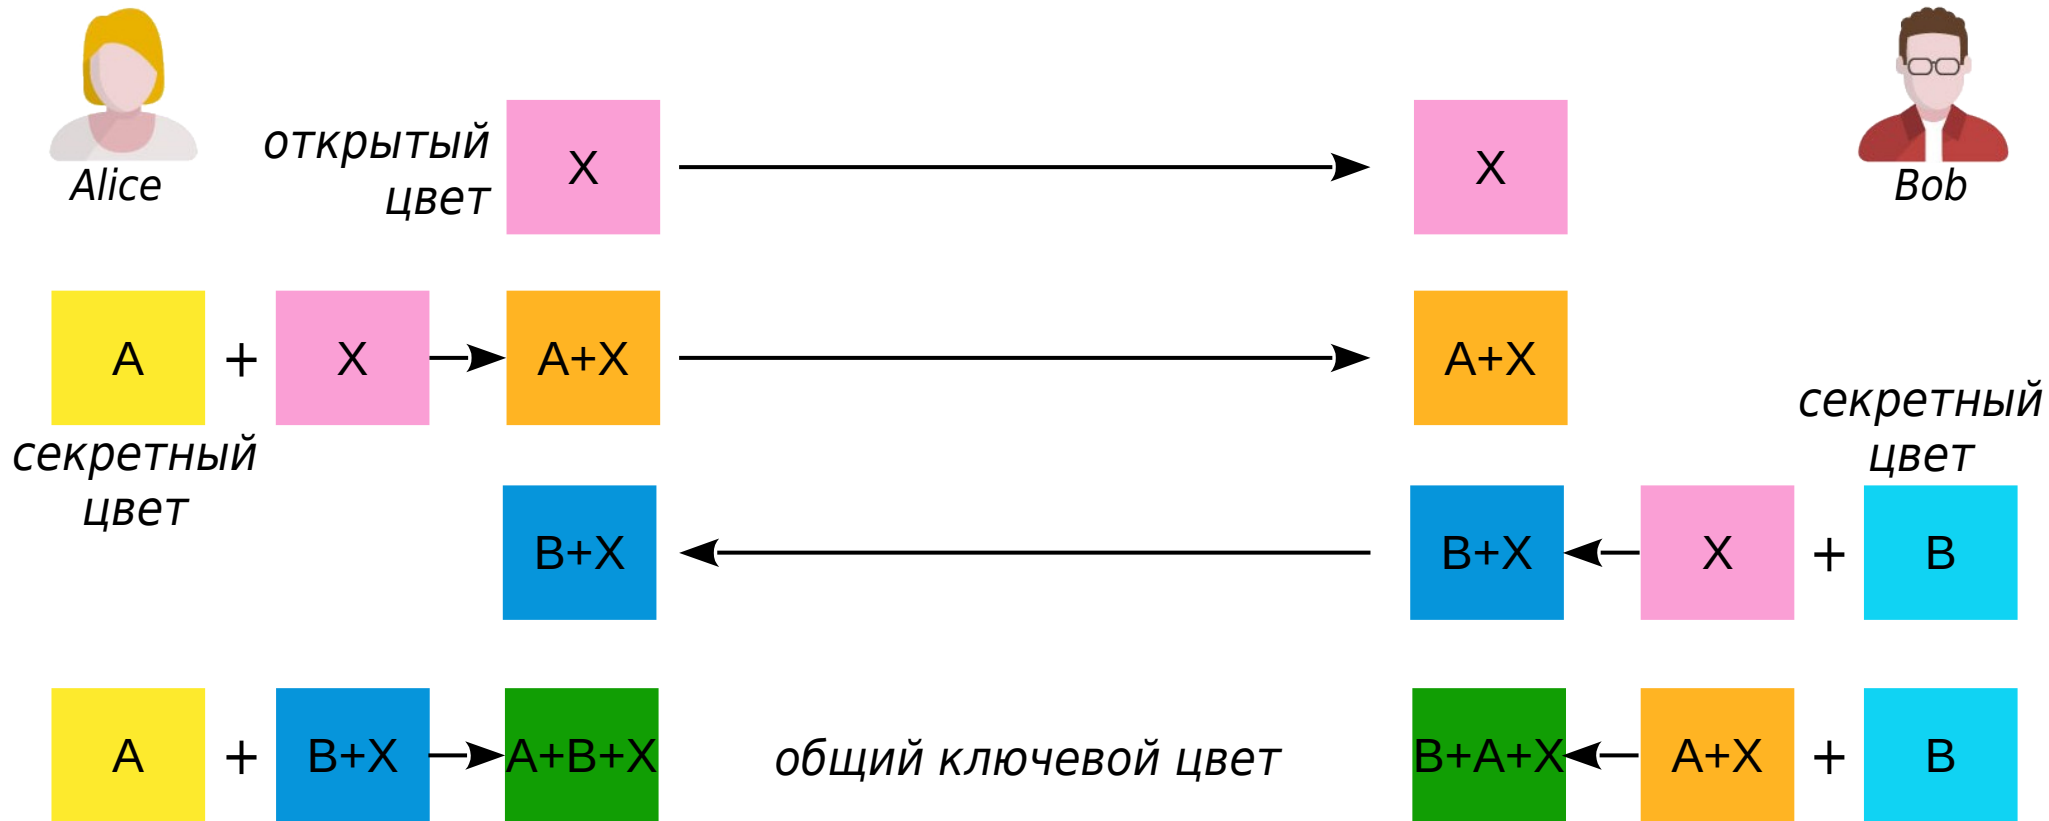 Alice
Bob
открытый
цвет
X
X
A + X A+X
A+X
секретный
цвет
секретный
цвет
B+X
B+X X + B
A + B+X A+B+X
общий ключевой цвет
B+A+X A+X + B